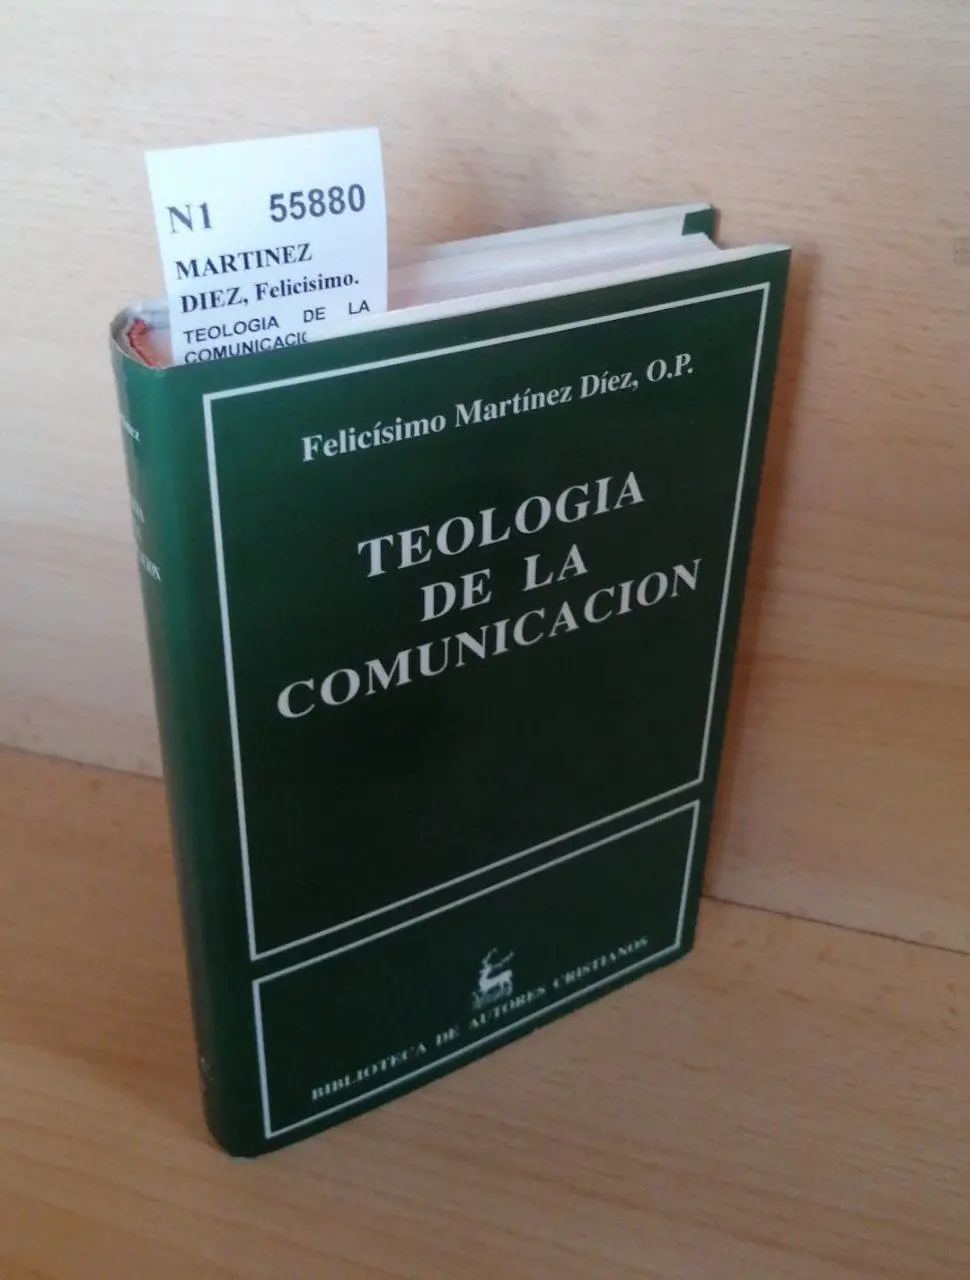 N1 55880
MARTINEZ
DIEZ, Felicisimo.
TEOLOGIA DE LA
Felicísimo Martínez Díez, O.P.
TEOLOGIA
DE LA
COMUNICACION
BIBLIOTECA DE AUTORES CRISTIANOS